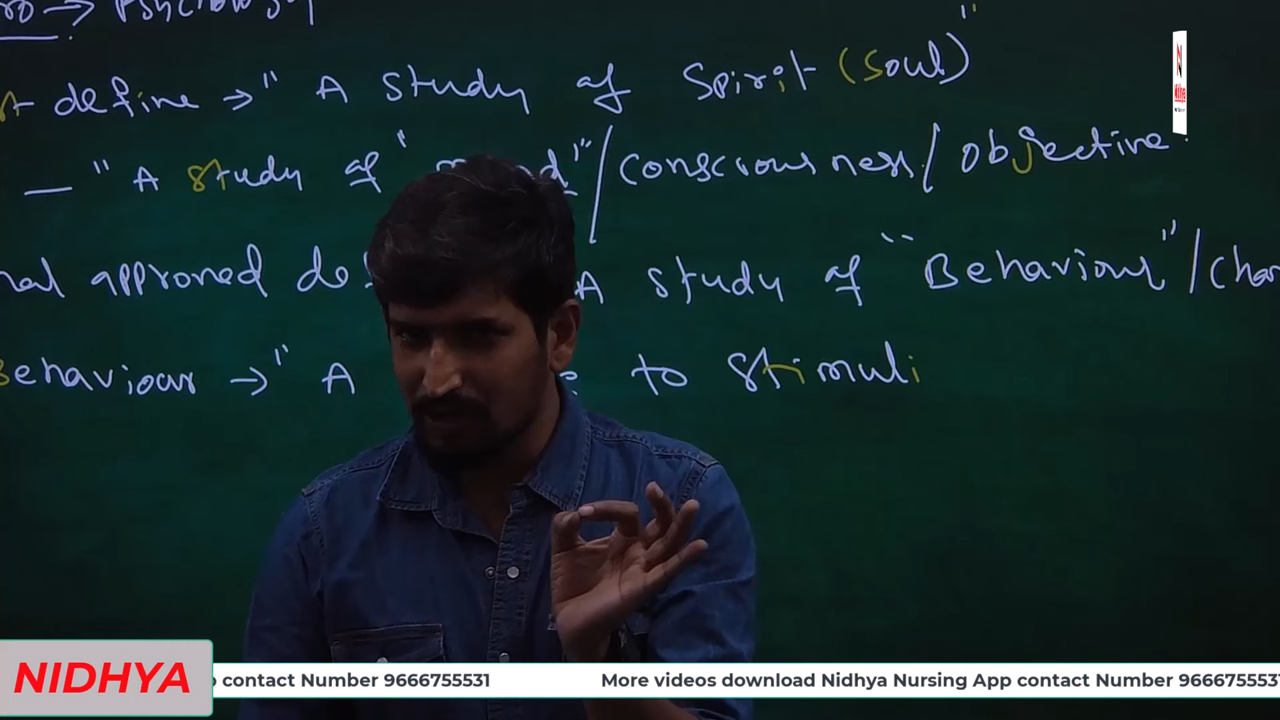 define → " A study of Spirit (Soul)"
— " A study of " / consciousness / objective
approved A study of "Behaviour" /
Behaviour → " A to stimuli
N
NIDHYA
contact Number 9666755531 More videos download Nidhya Nursing App contact Number 966675553